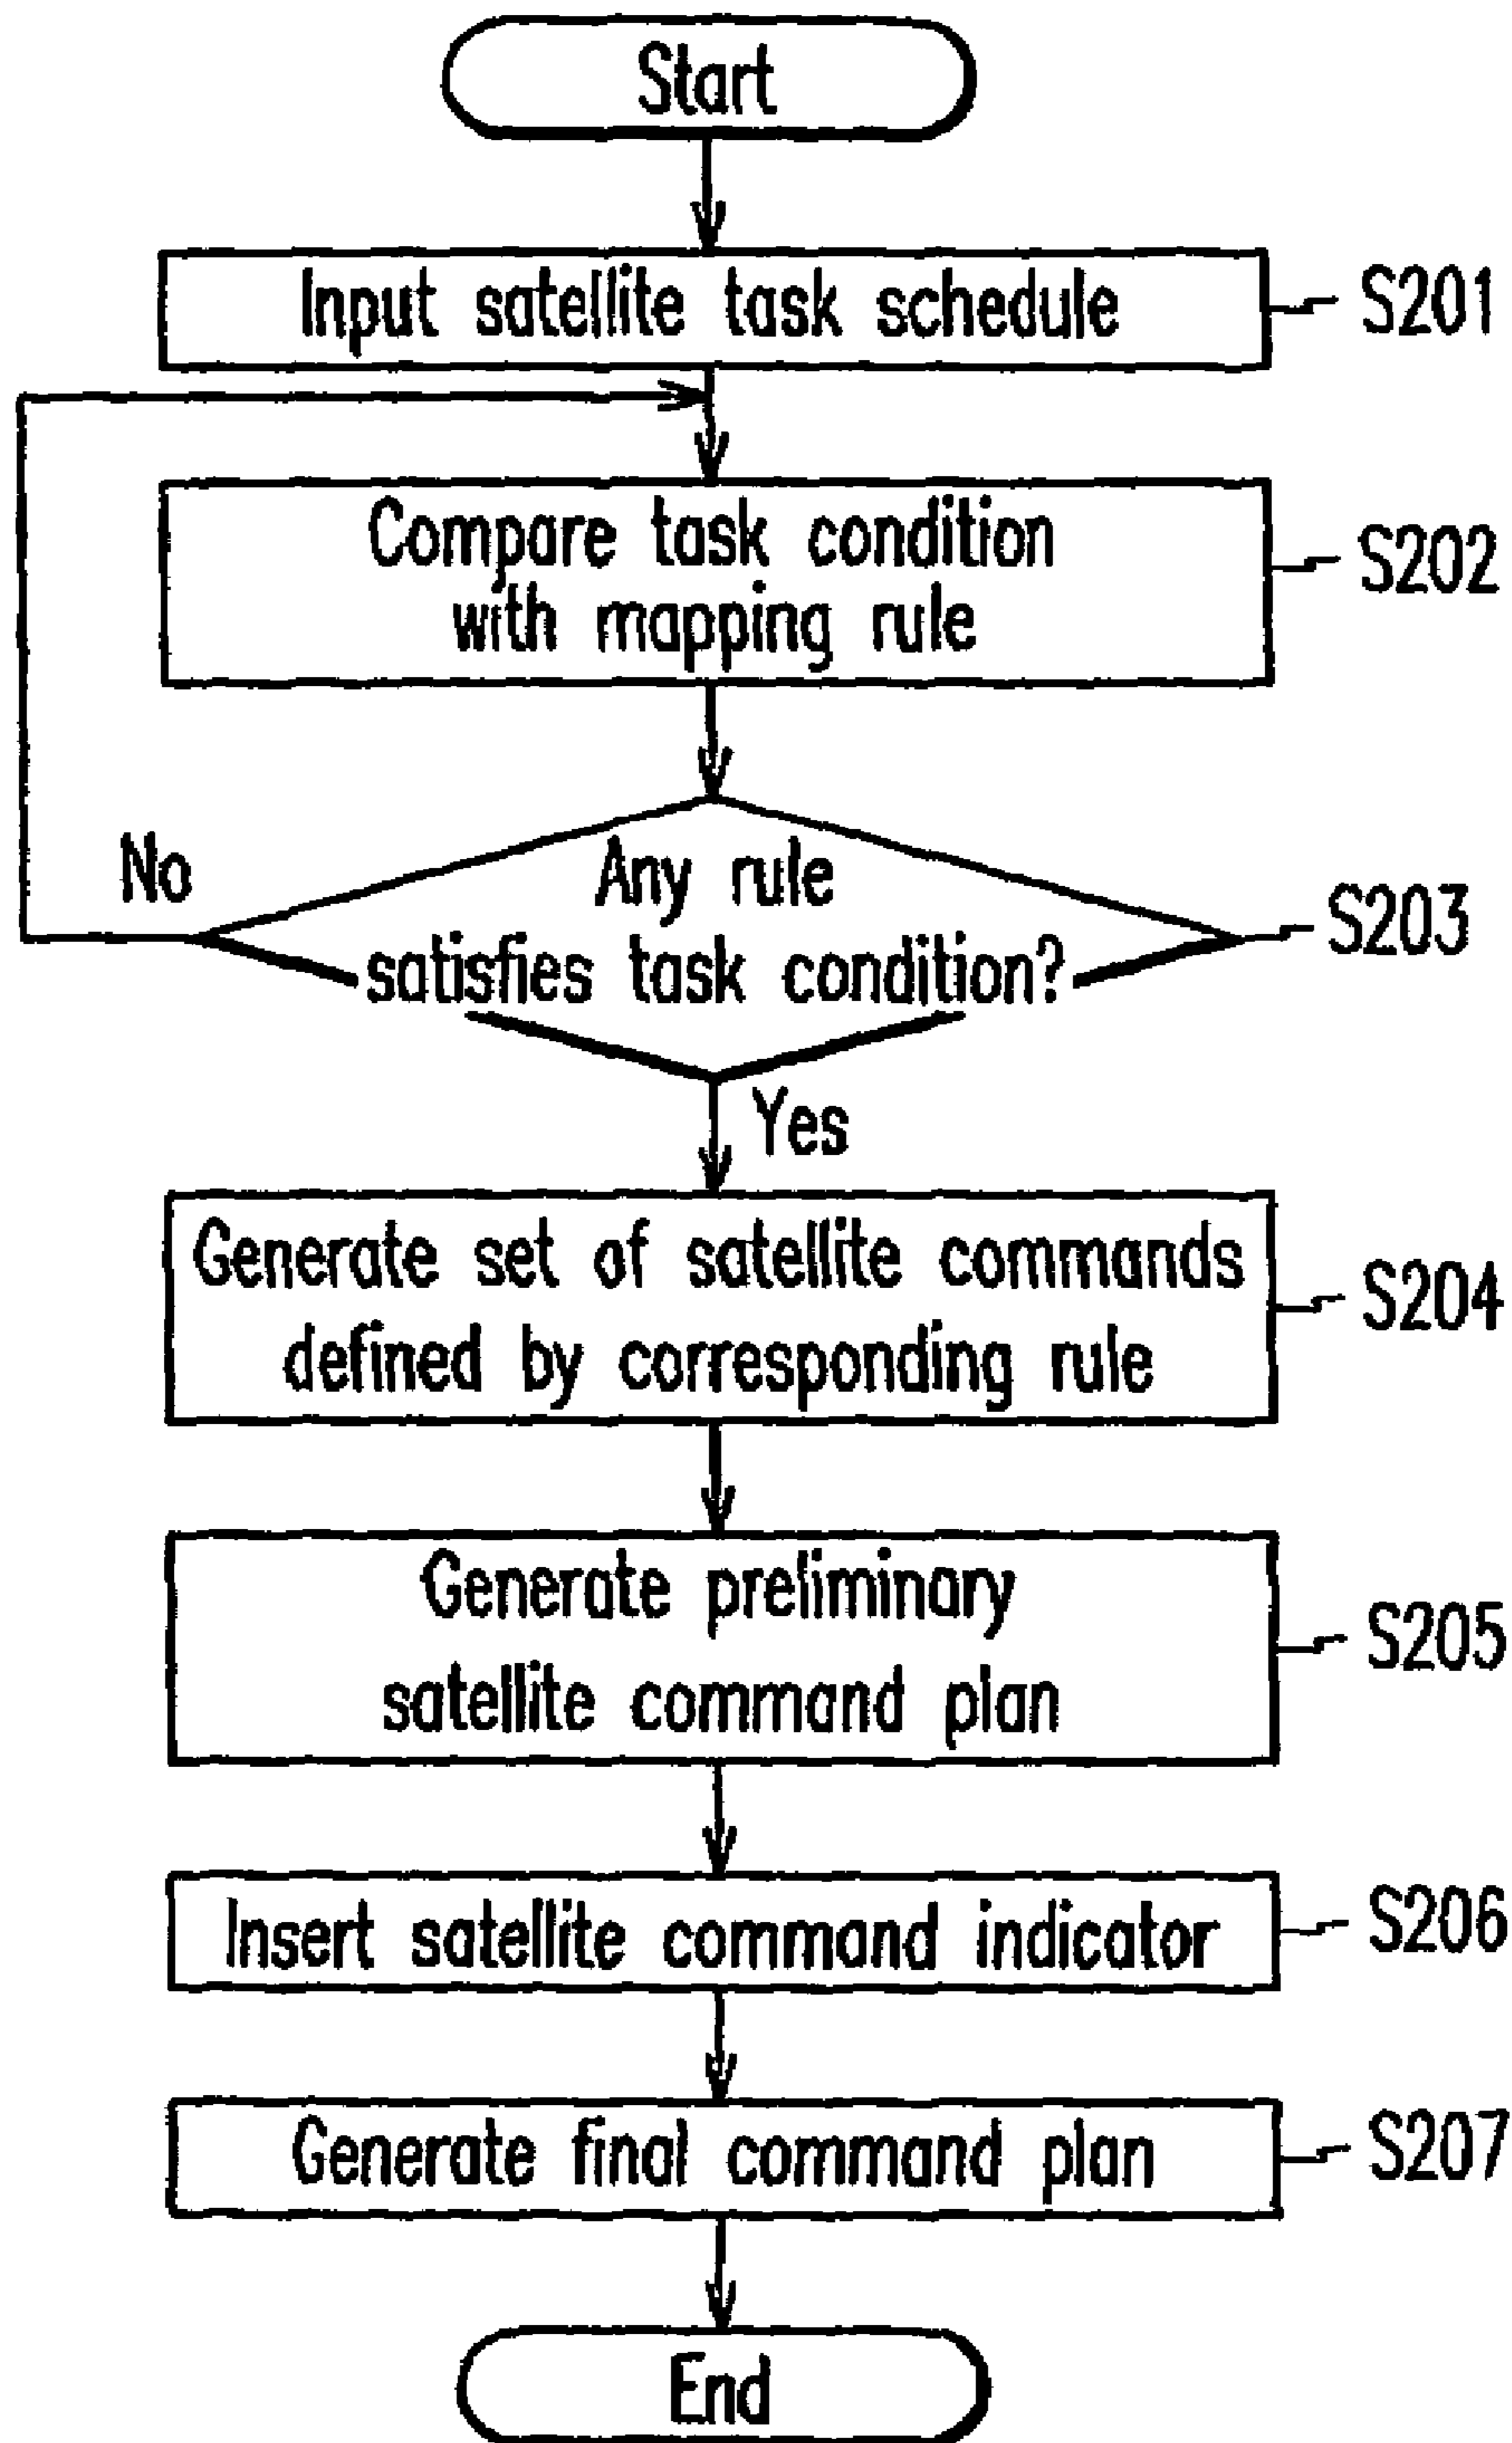 Start
Input satellite task schedule
S201
Compare task condition
with mapping rule
S202
No
Any rule
satisfies task condition?
S203
Yes
Generate set of satellite commands
defined by corresponding rule
S204
Generate preliminary
satellite command plan
S205
Insert satellite command indicator
S206
Generate final command plan
S207
End